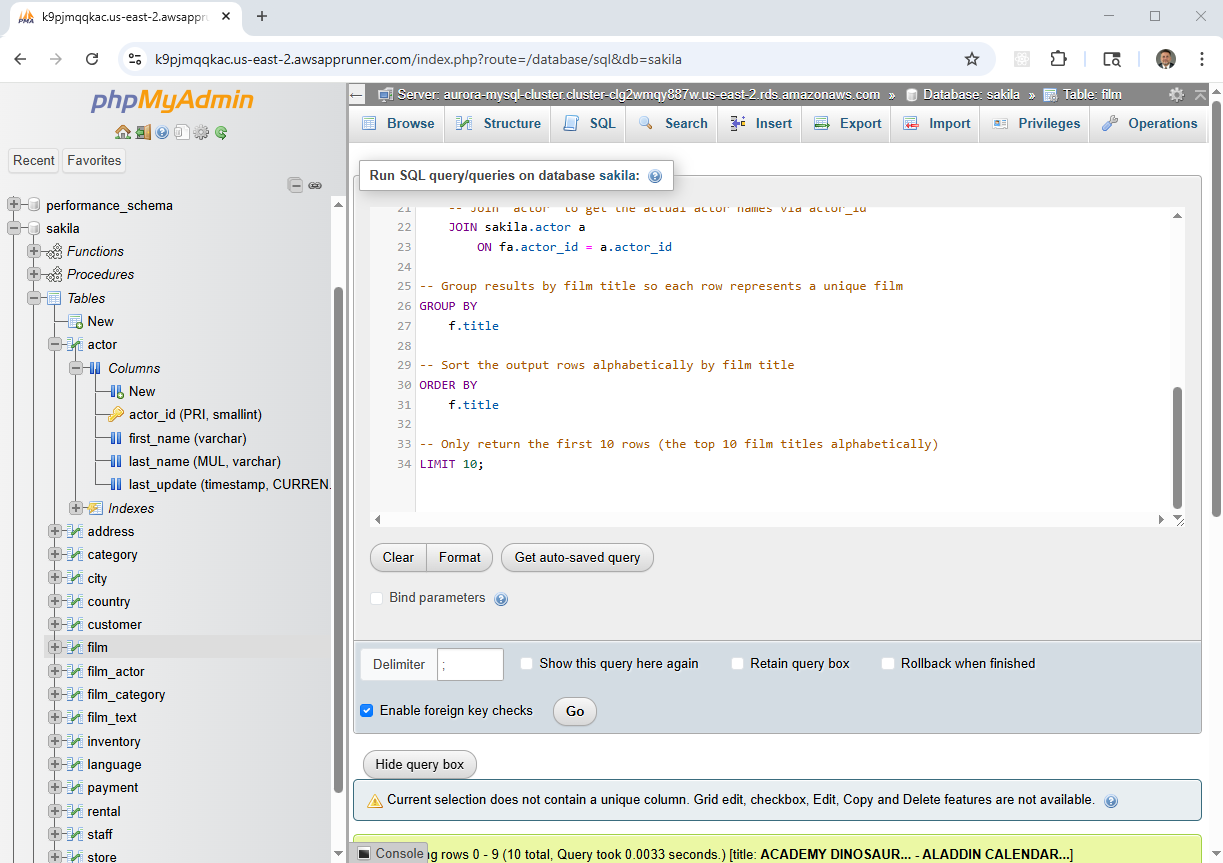 k9pjmqqkac.us-east-2.awsappru
k9pjmqqkac.us-east-2.awsapprunner.com/index.php?route=/database/sql&db=sakila
phpMyAdmin
Recent
Favorites
performance_schema
sakila
Functions
Procedures
Tables
New
actor
Columns
New
actor_id (PRI, smallint)
first_name (varchar)
last_name (MUL, varchar)
last_update (timestamp, CURREN.
Indexes
address
category
city
country
customer
film
film_actor
film_category
film_text
inventory
language
payment
rental
staff
store
Server: aurora-mysql-cluster.cluster-clg2wmqy887w.us-east-2.rds.amazonaws.com » Database: sakila » Table: film
Browse Structure SQL Search Insert Export Import Privileges Operations
Run SQL query/queries on database sakila:
21 -- Join `actor` to get the actual actor names via actor_id
22 JOIN sakila.actor a
23 ON fa.actor_id = a.actor_id
24
25 -- Group results by film title so each row represents a unique film
26 GROUP BY
27 f.title
28
29 -- Sort the output rows alphabetically by film title
30 ORDER BY
31 f.title
32
33 -- Only return the first 10 rows (the top 10 film titles alphabetically)
34 LIMIT 10;
Clear Format Get auto-saved query
Bind parameters
Delimiter ; Show this query here again Retain query box Rollback when finished
Enable foreign key checks Go
Hide query box
Current selection does not contain a unique column. Grid edit, checkbox, Edit, Copy and Delete features are not available.
Console
rows 0 - 9 (10 total, Query took 0.0033 seconds.) [title: ACADEMY DINOSAUR... - ALADDIN CALENDAR...]